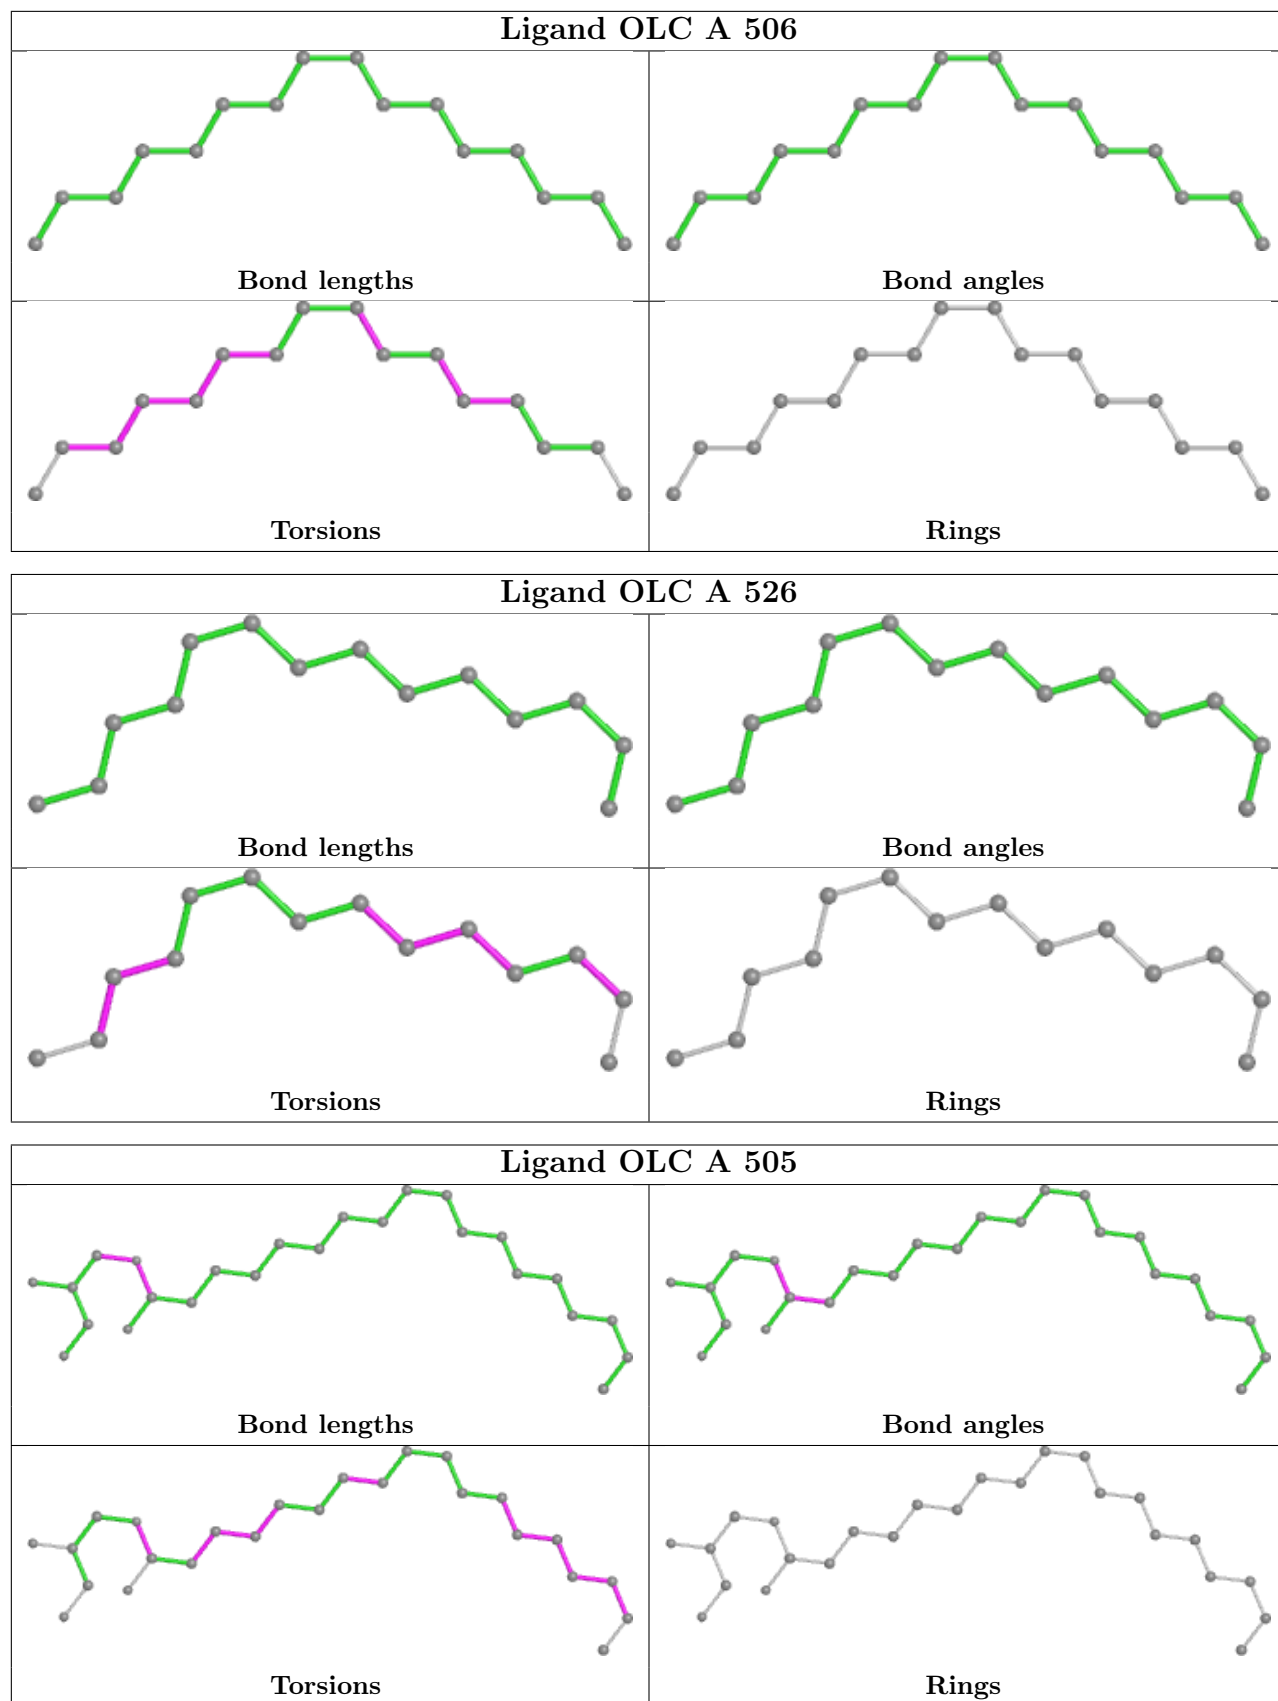 Ligand OLC A 506
Bond lengths
Bond angles
Torsions
Rings
Ligand OLC A 526
Bond lengths
Bond angles
Torsions
Rings
Ligand OLC A 505
Bond lengths
Bond angles
Torsions
Rings